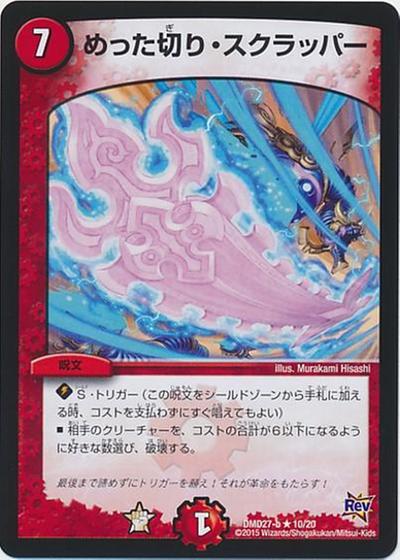 7
めった切り・スクラッパー
呪文
illus. Murakami Hisashi
S・トリガー(この呪文をシールドゾーンから手札に加え
る時、コストを支払わずにすぐ唱えてもよい)
■ 相手のクリーチャーを、コストの合計が6以下になるよう
に好きな数選び、破壊する。
最後まで諦めずにトリガーを願え！それが革命をもたらす！
1
Rev
DMD27-b ★ 10/20
©2015 Wizards/Shogakukan/Mitsui-Kids